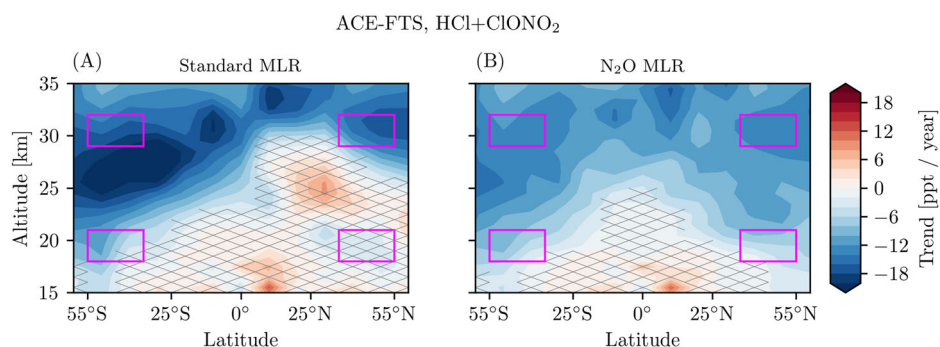 ACE-FTS, HCl+ClONO₂
(A)
Standard MLR
(B)
N₂O MLR
35
30
25
20
15
Altitude [km]
55°S
25°S
0°
25°N
55°N
Latitude
55°S
25°S
0°
25°N
55°N
Latitude
18
12
6
0
−6
−12
−18
Trend [ppt / year]